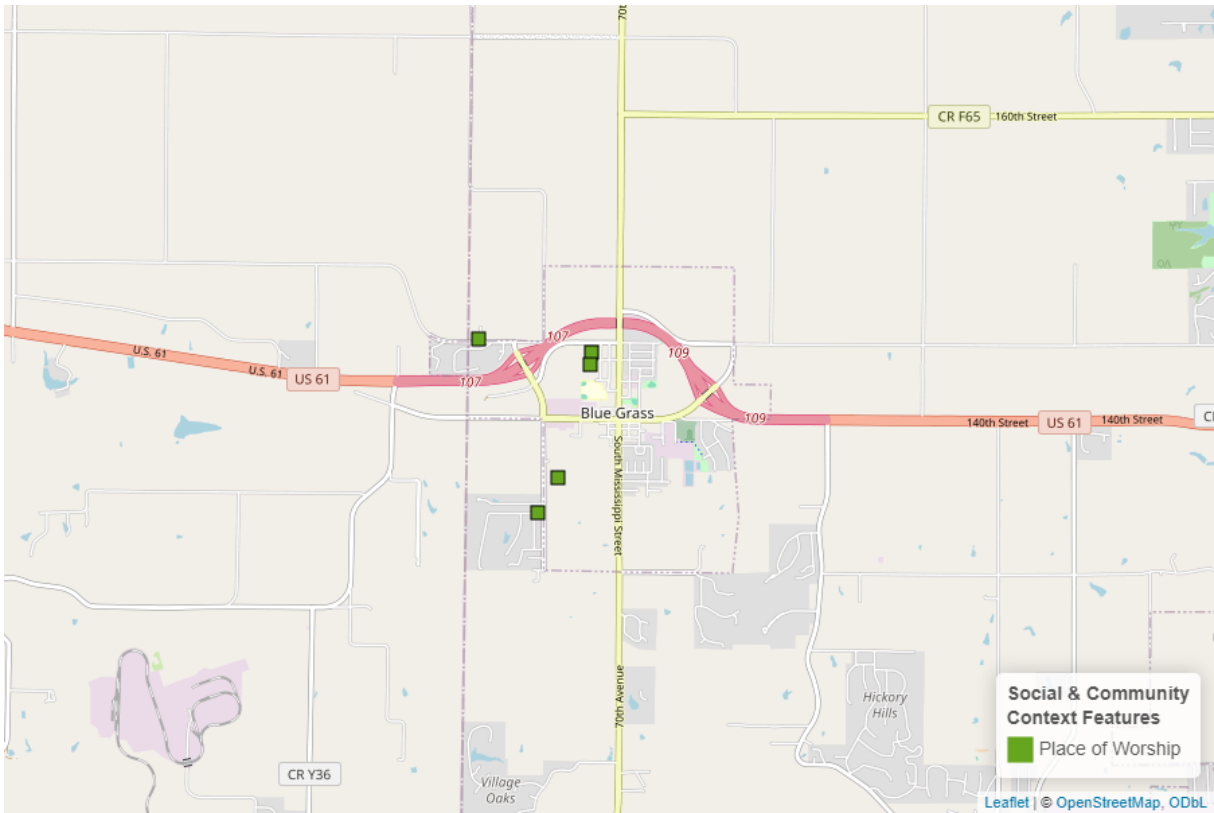 70th
CR F65
160th Street
107
U.S. 61
U.S. 61
US 61
107
109
Blue Grass
109
140th Street
US 61
140th Street
South Mississippi Street
70th Avenue
Hickory
Hills
CR Y36
Village
Oaks
Social & Community
Context Features
Place of Worship
Leaflet | © OpenStreetMap, ODbL